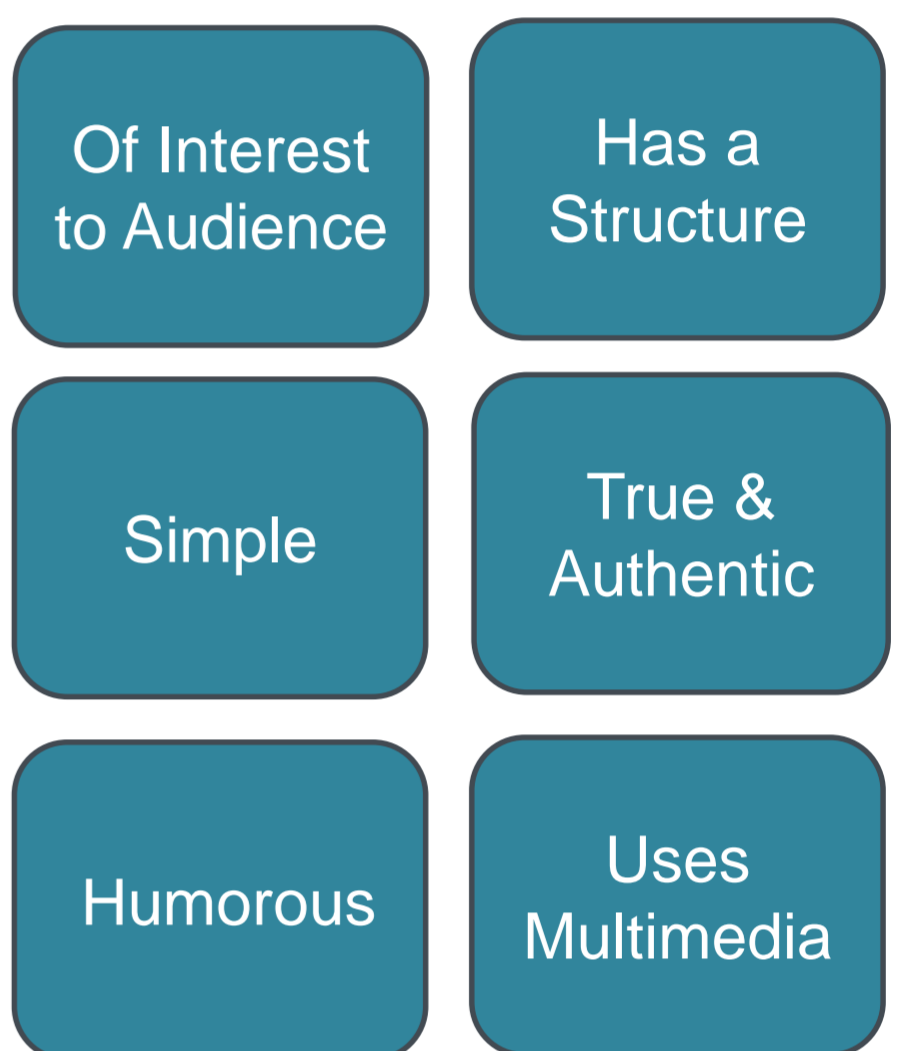 Of Interest
to Audience
Has a
Structure
Simple
True &
Authentic
Humorous
Uses
Multimedia